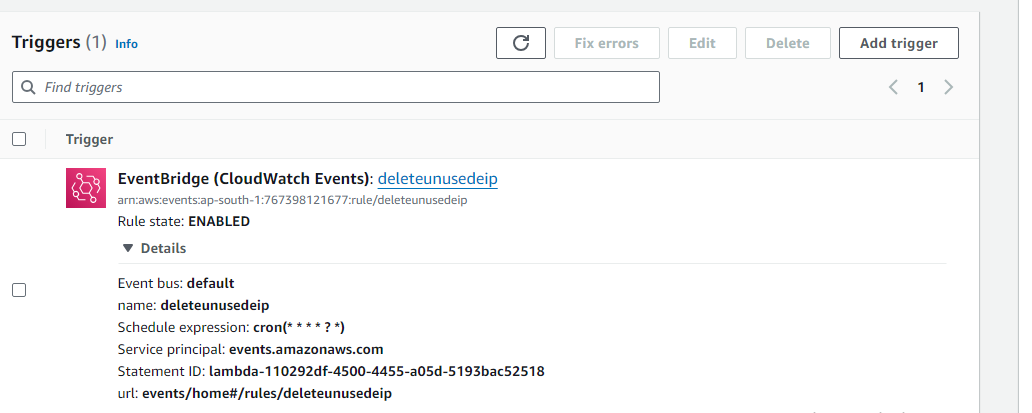 Triggers (1) Info
Fix errors Edit Delete Add trigger
Find triggers
1
Trigger
EventBridge (CloudWatch Events): deleteunusedeip
arn:aws:events:ap-south-1:767398121677:rule/deleteunusedeip
Rule state: ENABLED
Details
Event bus: default
name: deleteunusedeip
Schedule expression: cron(* * * * ? *)
Service principal: events.amazonaws.com
Statement ID: lambda-110292df-4500-4455-a05d-5193bac52518
url: events/home#/rules/deleteunusedeip